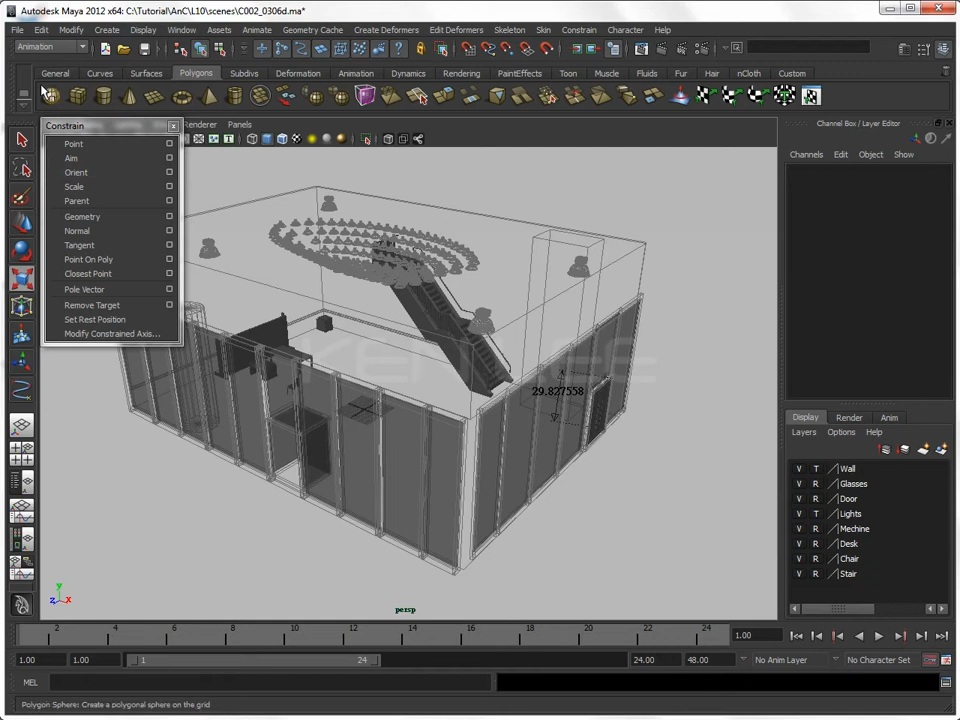 Autodesk Maya 2012 x64: C:\Tutorial\AnC\L10\scenes\C002_0306d.ma*
File Edit Modify Create Display Window Assets Animate Geometry Cache Create Deformers Edit Deformers Skeleton Skin Constrain Character Help
Animation
General Curves Surfaces Polygons Subdivs Deformation Animation Dynamics Rendering PaintEffects Toon Muscle Fluids Fur Hair nCloth Custom
Constrain
Renderer Panels
Channel Box / Layer Editor
Channels Edit Object Show
Point
Aim
Orient
Scale
Parent
Geometry
Normal
Tangent
Point On Poly
Closest Point
Pole Vector
Remove Target
Set Rest Position
Modify Constrained Axis...
29.827558
Display Render Anim
Layers Options Help
V T Wall
V R Glasses
V R Door
V T Lights
V R Mechine
V R Desk
V R Chair
V R Stair
y
z x
persp
2 4 6 8 10 12 14 16 18 20 22 24
1.00
1.00 1.00 1 24 24.00 48.00 No Anim Layer No Character Set
MEL
Polygon Sphere: Create a polygonal sphere on the grid